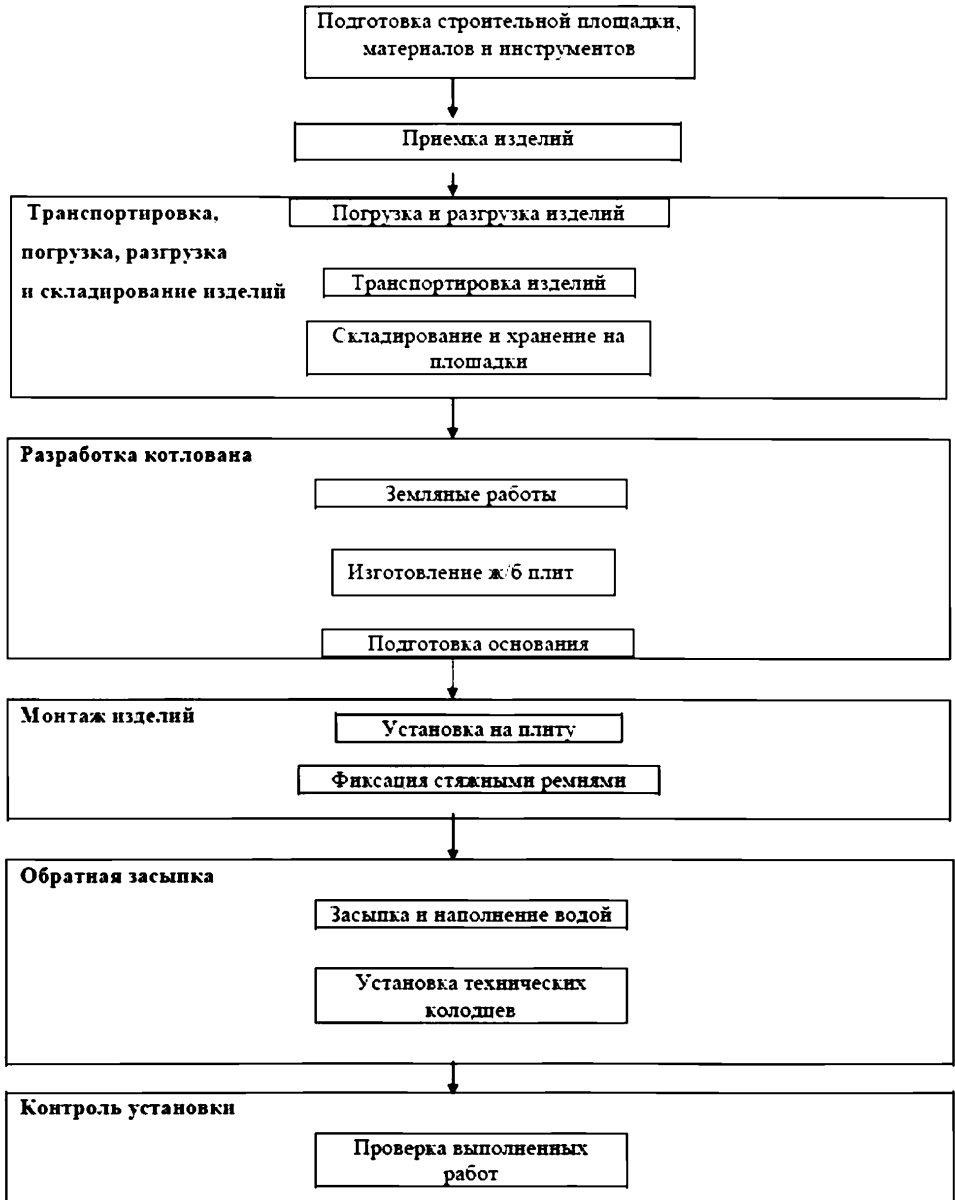 Подготовка строительной площадки,
материалов и инструментов
Приемка изделий
Транспортировка,
погрузка, разгрузка
и складирование изделий
Погрузка и разгрузка изделий
Транспортировка изделий
Складирование и хранение на
площадки
Разработка котлована
Земляные работы
Изготовление ж/б плит
Подготовка основания
Монтаж изделий
Установка на плиту
Фиксация стяжными ремнями
Обратная засыпка
Засыпка и наполнение водой
Установка технических
колодцев
Контроль установки
Проверка выполненных
работ